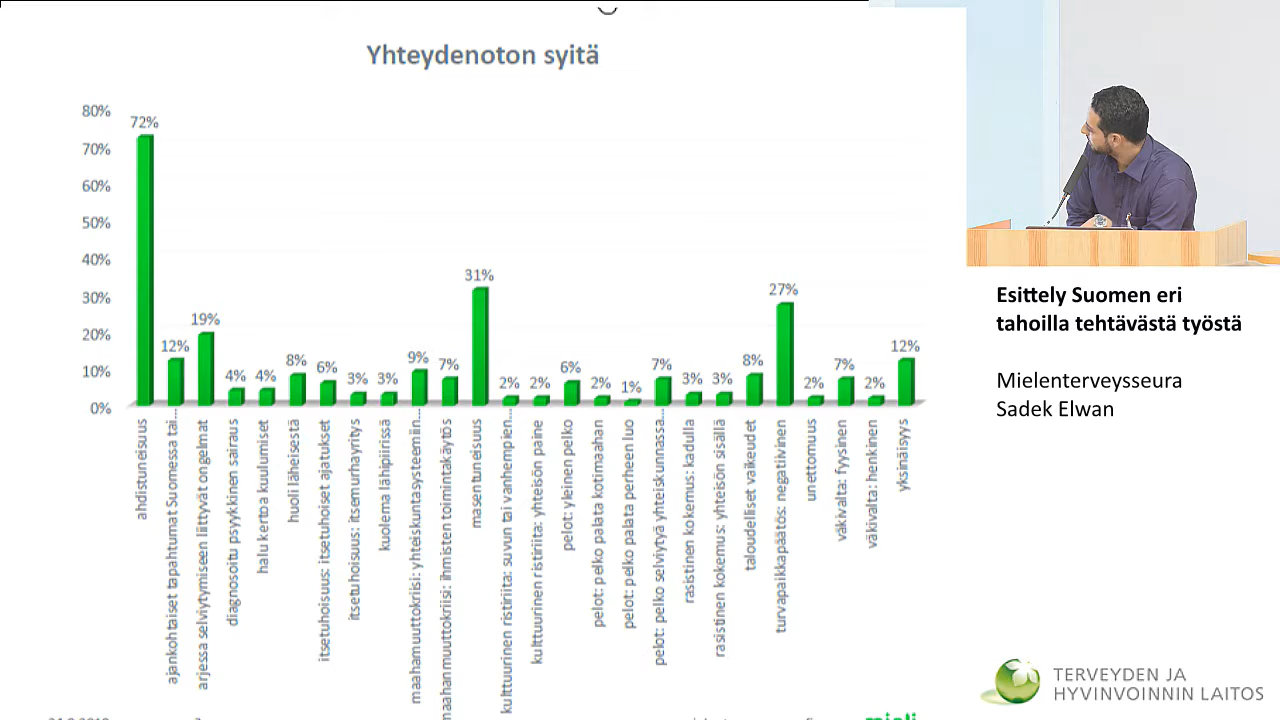 Yhteydenoton syitä
80%
70%
60%
50%
40%
30%
20%
10%
0%
72%
12%
19%
4%
4%
8%
6%
3%
3%
9%
7%
31%
2%
2%
6%
2%
1%
7%
3%
3%
8%
27%
2%
7%
2%
12%
ahdistuneisuus
ajankohtaiset tapahtumat Suomessa tai…
arjessa selviytymiseen liittyvät ongelmat
diagnosoitu psyykkinen sairaus
halu kertoa kuulumiset
huoli läheisestä
itsetuhoisuus: itsetuhoiset ajatukset
itsetuhoisuus: itsemurhayritys
kuolema lähipiirissä
maahamuuttokriisi: yhteiskuntasysteemiin…
maahanmuuttokriisi: ihmisten toimintakäytös
masentuneisuus
kulttuurinen ristiriita: suvun tai vanhempien…
kulttuurinen ristiriita: yhteisön paine
pelot: yleinen pelko
pelot: pelko palata kotimaahan
pelot: pelko palata perheen luo
pelot: pelko selviytyä yhteiskunnassa…
rasistinen kokemus: kadulla
rasistinen kokemus: yhteisön sisällä
taloudelliset vaikeudet
turvapaikkapäätös: negatiivinen
unettomuus
väkivalta: fyysinen
väkivalta: henkinen
yksinäisyys
Esittely Suomen eri
tahoilla tehtävästä työstä
Mielenterveysseura
Sadek Elwan
TERVEYDEN JA
HYVINVOINNIN LAITOS